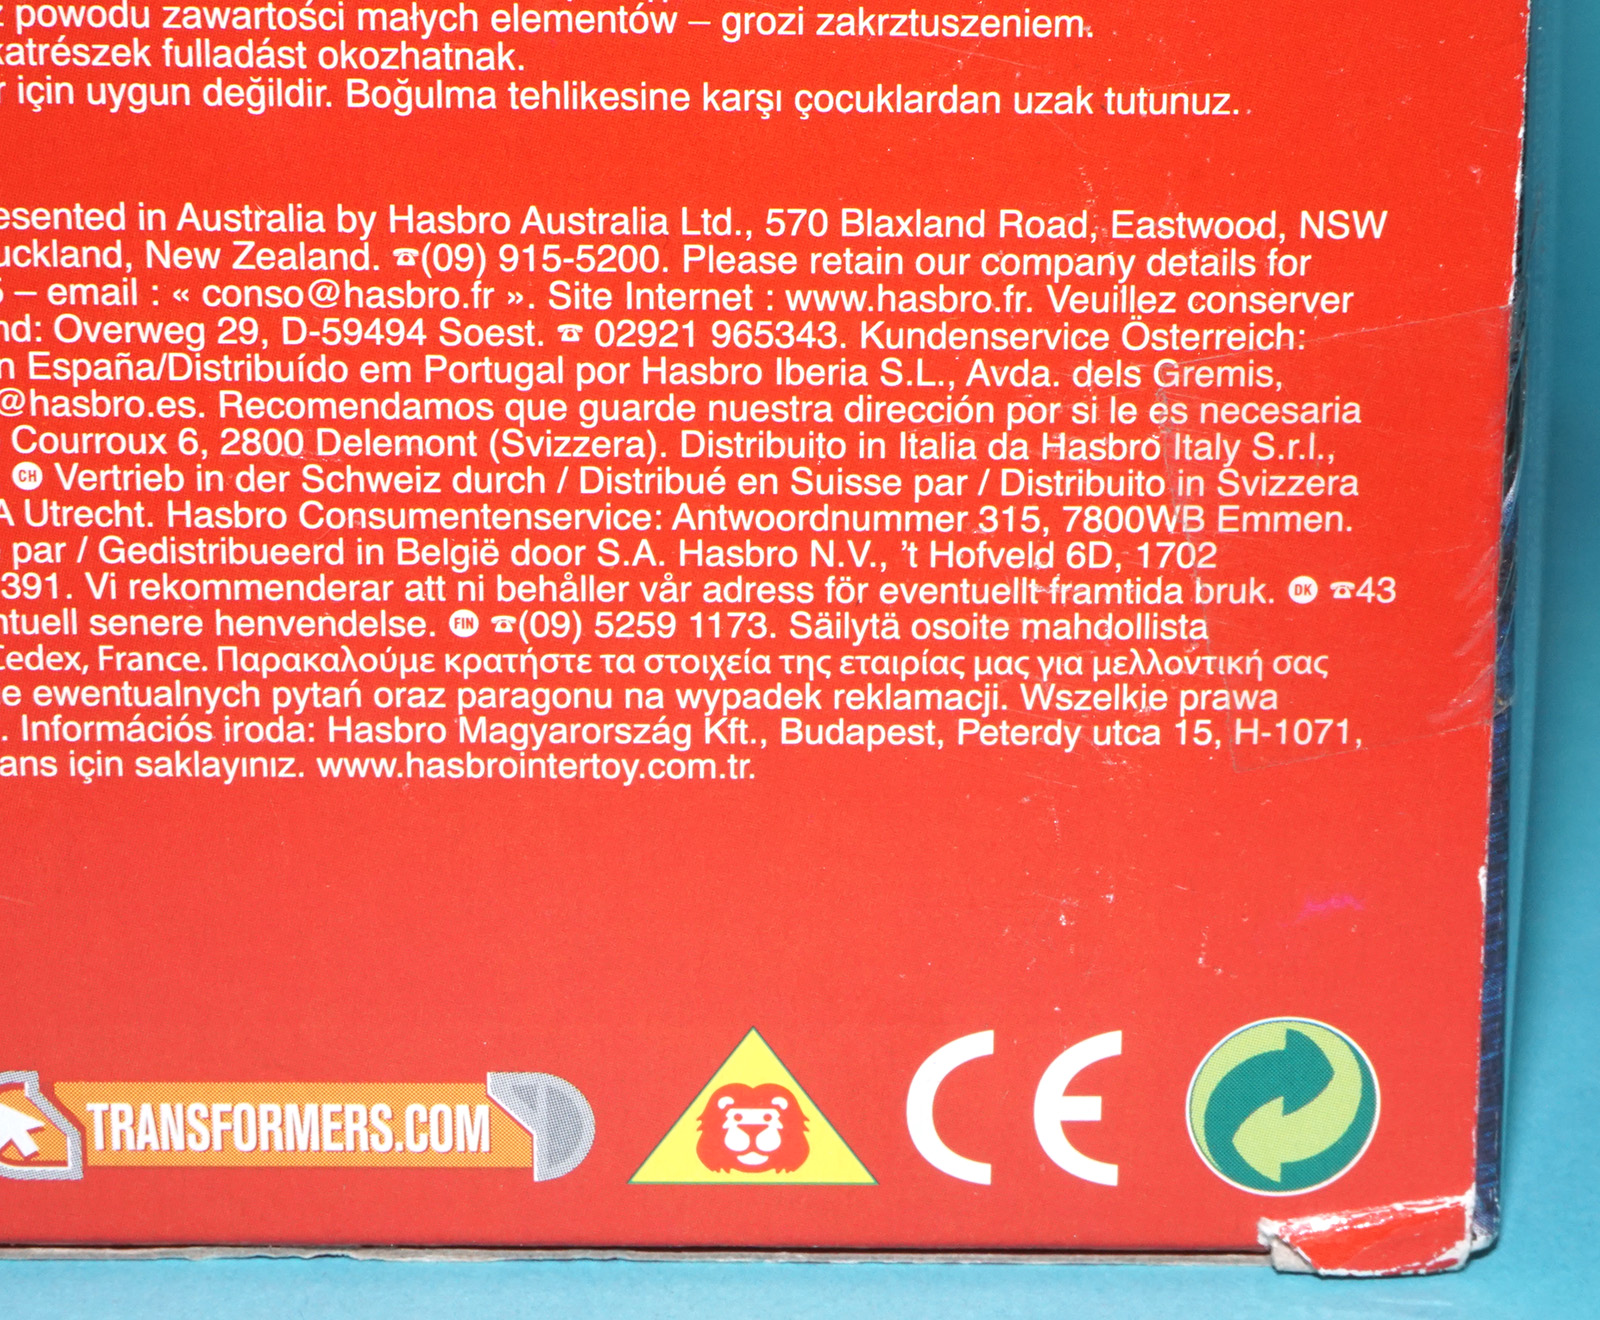 z powodu zawartości małych elementów – grozi zakrztuszeniem.
katrészek fulladást okozhatnak.
r için uygun değildir. Boğulma tehlikesine karşı çocuklardan uzak tutunuz.
esented in Australia by Hasbro Australia Ltd., 570 Blaxland Road, Eastwood, NSW
uckland, New Zealand. ☎(09) 915-5200. Please retain our company details for
– email : « conso@hasbro.fr ». Site Internet : www.hasbro.fr. Veuillez conserver
nd: Overweg 29, D-59494 Soest. ☎ 02921 965343. Kundenservice Österreich:
n España/Distribuído em Portugal por Hasbro Iberia S.L., Avda. dels Gremis,
@hasbro.es. Recomendamos que guarde nuestra dirección por si le es necesaria
Courroux 6, 2800 Delemont (Svizzera). Distribuito in Italia da Hasbro Italy S.r.l.,
CH Vertrieb in der Schweiz durch / Distribué en Suisse par / Distribuito in Svizzera
A Utrecht. Hasbro Consumentenservice: Antwoordnummer 315, 7800WB Emmen.
par / Gedistribueerd in België door S.A. Hasbro N.V., ’t Hofveld 6D, 1702
391. Vi rekommenderar att ni behåller vår adress för eventuellt framtida bruk. DK ☎43
ntuell senere henvendelse. FIN ☎(09) 5259 1173. Säilytä osoite mahdollista
Cedex, France. Παρακαλούμε κρατήστε τα στοιχεία της εταιρίας μας για μελλοντική σας
e ewentualnych pytań oraz paragonu na wypadek reklamacji. Wszelkie prawa
. Információs iroda: Hasbro Magyarország Kft., Budapest, Peterdy utca 15, H-1071,
ans için saklayınız. www.hasbrointertoy.com.tr.
TRANSFORMERS.COM
CE